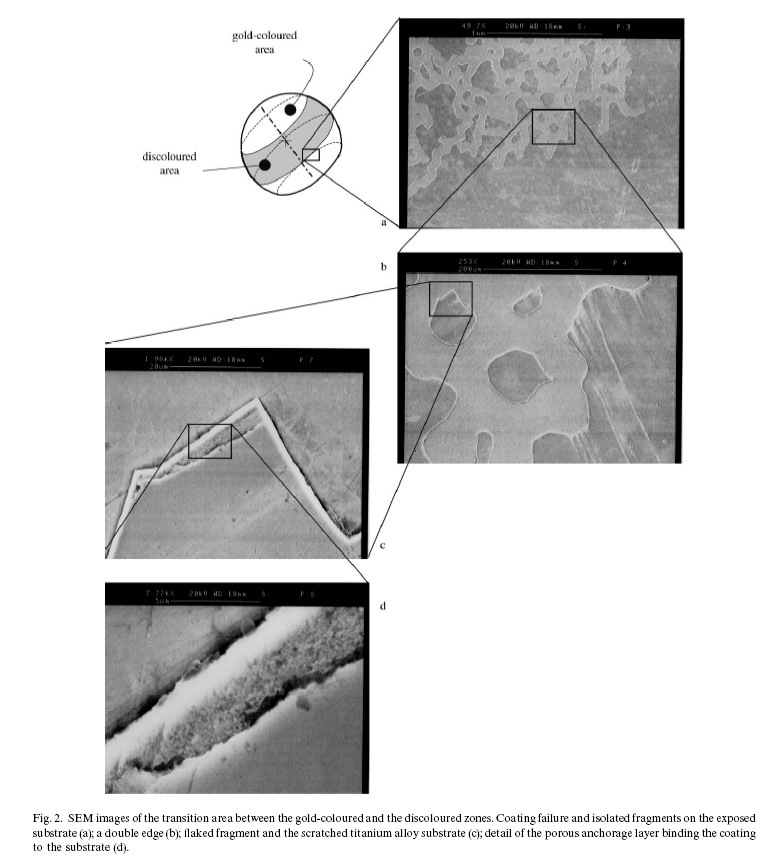 gold-coloured
area
49.7X 20kV WD:18mm S: P:3
1mm
discoloured
area
a
b
253X 20kV WD:18mm S: P:4
200um
1.98kX 20kV WD:18mm S: P:7
20um
c
7.77kX 20kV WD:18mm S: P:8
5um
d
Fig. 2. SEM images of the transition area between the gold-coloured and the discoloured zones. Coating failure and isolated fragments on the exposed
substrate (a); a double edge (b); flaked fragment and the scratched titanium alloy substrate (c); detail of the porous anchorage layer binding the coating
to the substrate (d).